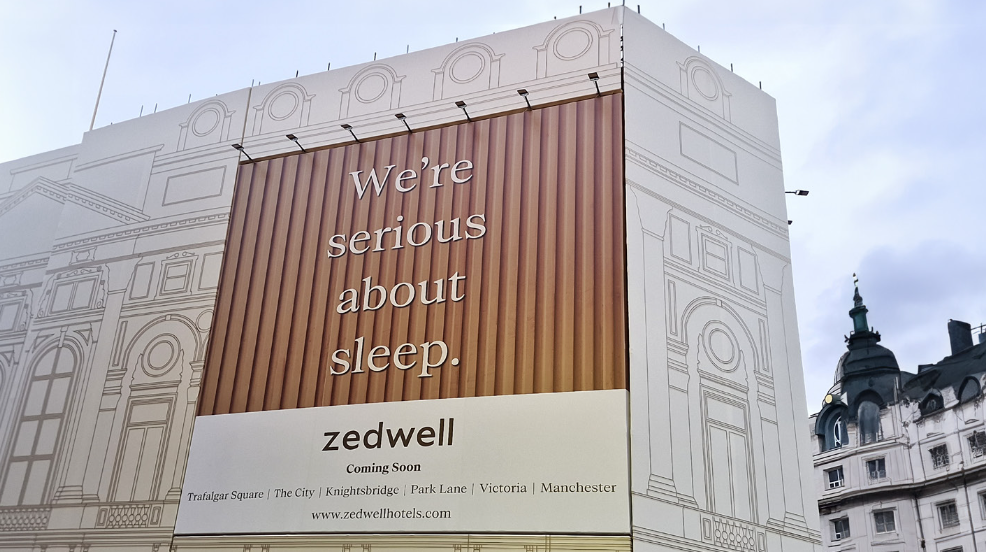 We're
serious
about
sleep.
zedwell
Coming Soon
Trafalgar Square | The City | Knightsbridge | Park Lane | Victoria | Manchester
www.zedwellhotels.com